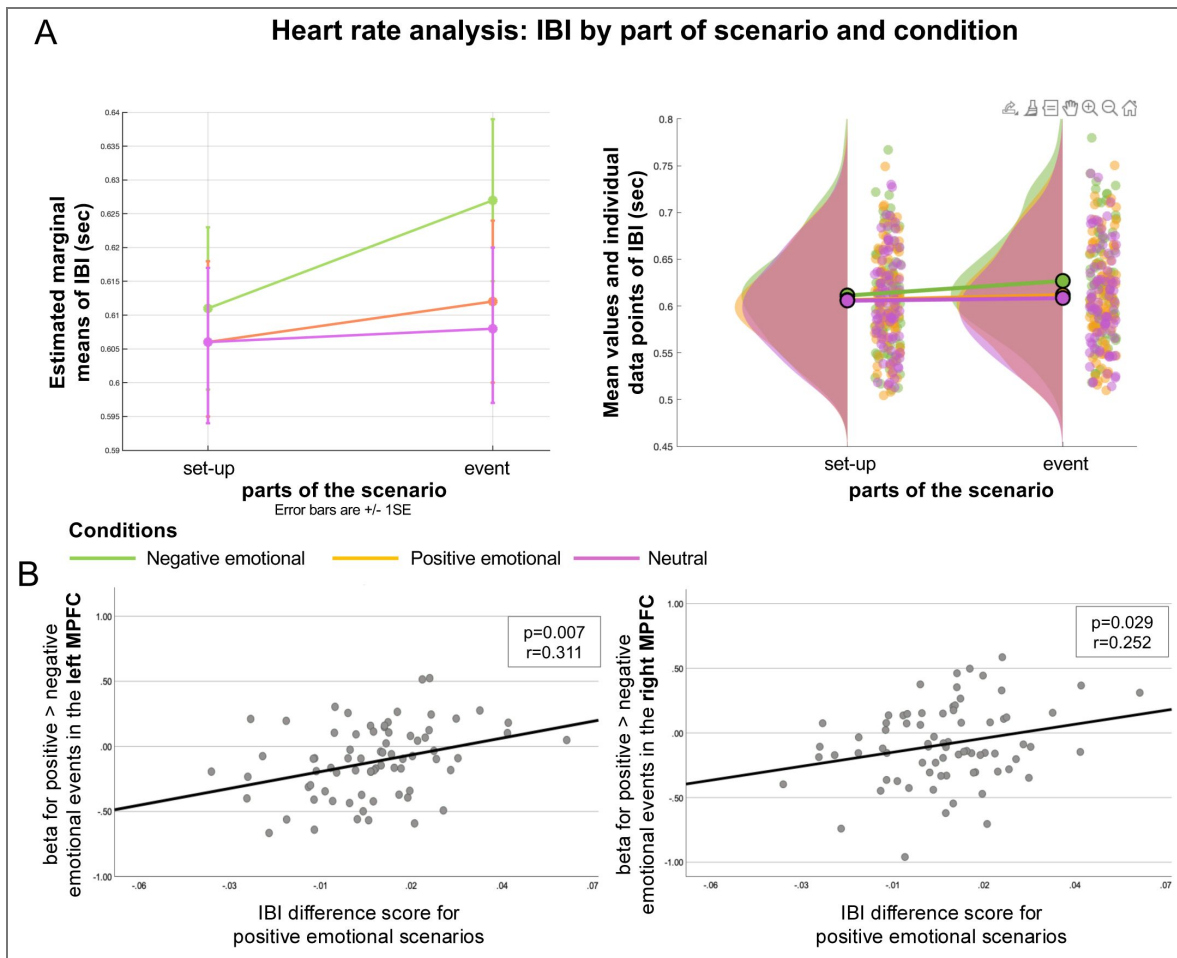 A
Heart rate analysis: IBI by part of scenario and condition
Estimated marginal
means of IBI (sec)
0.64
0.635
0.63
0.625
0.62
0.615
0.61
0.605
0.6
0.595
0.59
set-up
event
parts of the scenario
Error bars are +/- 1SE
Mean values and individual
data points of IBI (sec)
0.8
0.75
0.7
0.65
0.6
0.55
0.5
0.45
set-up
event
parts of the scenario
Conditions
Negative emotional
Positive emotional
Neutral
B
beta for positive > negative
emotional events in the left MPFC
1.00
.50
.00
-.50
-1.00
p=0.007
r=0.311
-.06
-.03
-.01
.02
.04
.07
IBI difference score for
positive emotional scenarios
beta for positive > negative
emotional events in the right MPFC
1.00
.50
.00
-.50
-1.00
p=0.029
r=0.252
-.06
-.03
-.01
.02
.04
.07
IBI difference score for
positive emotional scenarios